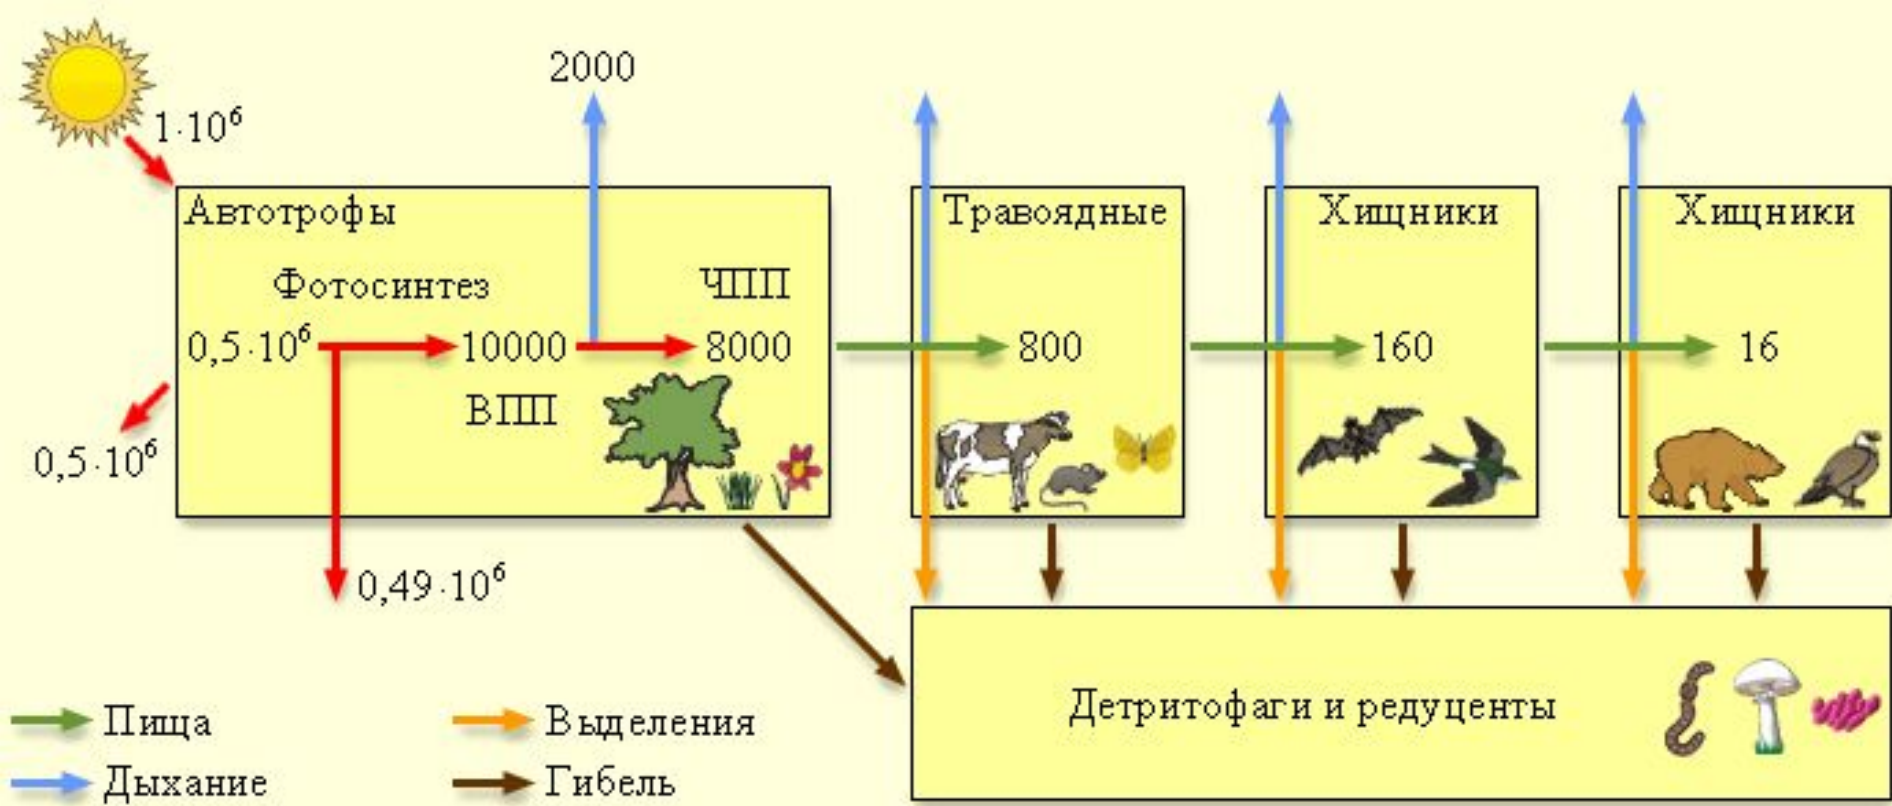 2000
1·10⁶
Автотрофы
Травоядные
Хищники
Хищники
Фотосинтез
ЧПП
0,5·10⁶
10000
8000
800
160
16
ВПП
0,5·10⁶
0,49·10⁶
Детритофаги и редуценты
Пища
Выделения
Дыхание
Гибель